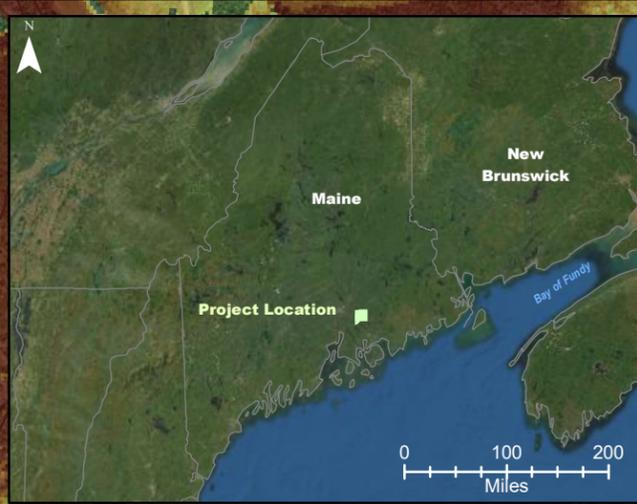 N
New
Brunswick
Maine
Bay of Fundy
Project Location
0 100 200
Miles